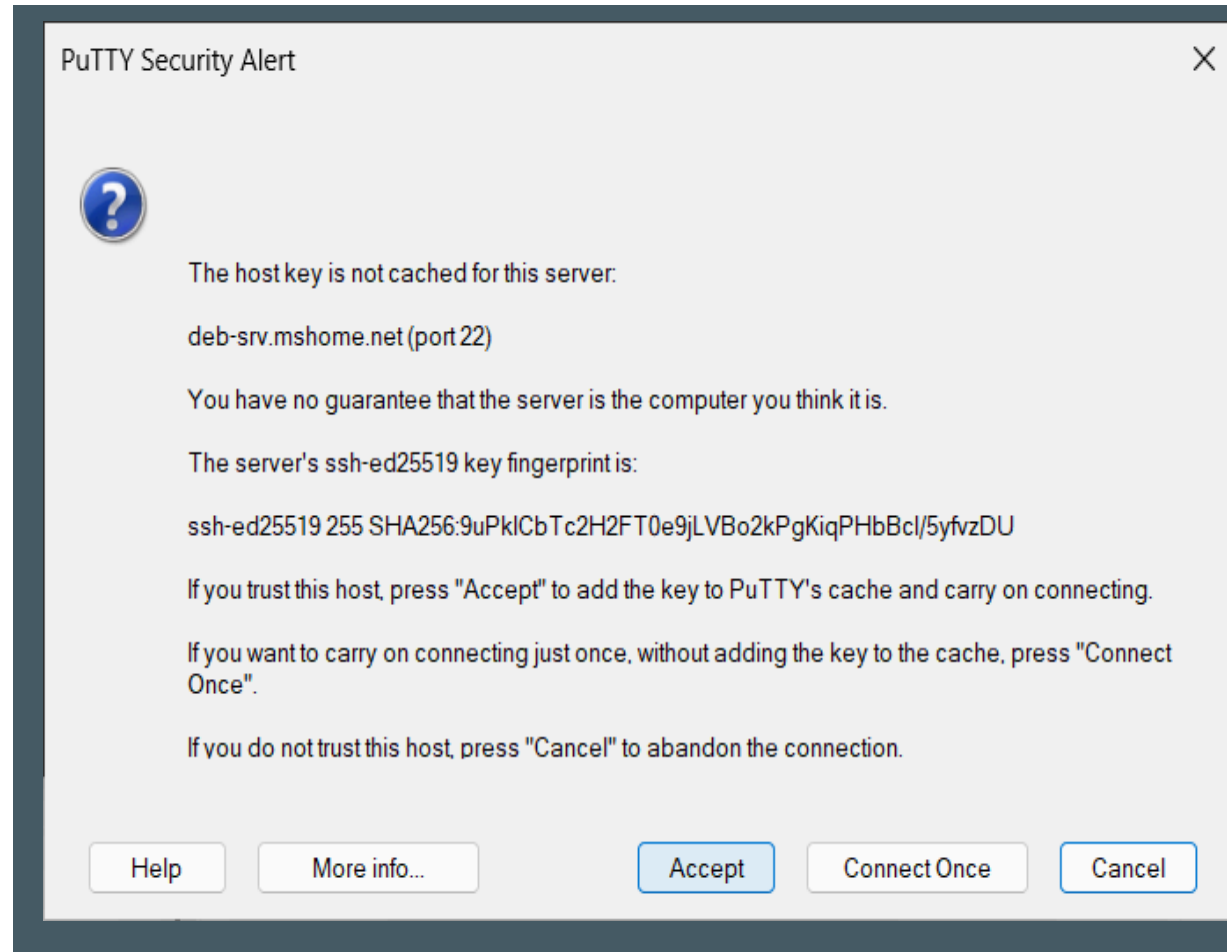 PuTTY Security Alert
The host key is not cached for this server:
deb-srv.mshome.net (port 22)
You have no guarantee that the server is the computer you think it is.
The server's ssh-ed25519 key fingerprint is:
ssh-ed25519 255 SHA256:9uPklCbTc2H2FT0e9jLVBo2kPgKiqPHbBcl/5yfvzDU
If you trust this host, press "Accept" to add the key to PuTTY's cache and carry on connecting.
If you want to carry on connecting just once, without adding the key to the cache, press "Connect
Once".
If you do not trust this host, press "Cancel" to abandon the connection.
Help More info... Accept Connect Once Cancel